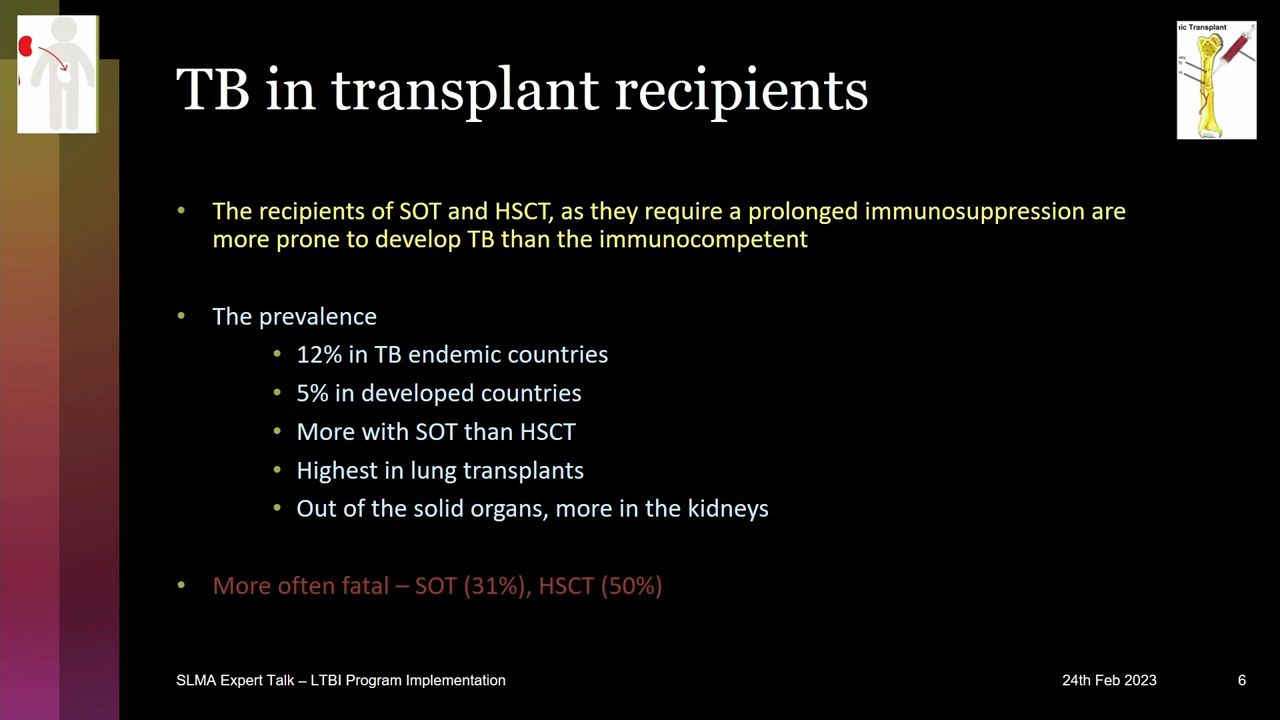 ic Transplant
TB in transplant recipients
• The recipients of SOT and HSCT, as they require a prolonged immunosuppression are
more prone to develop TB than the immunocompetent
• The prevalence
• 12% in TB endemic countries
• 5% in developed countries
• More with SOT than HSCT
• Highest in lung transplants
• Out of the solid organs, more in the kidneys
• More often fatal – SOT (31%), HSCT (50%)
SLMA Expert Talk – LTBI Program Implementation
24th Feb 2023
6